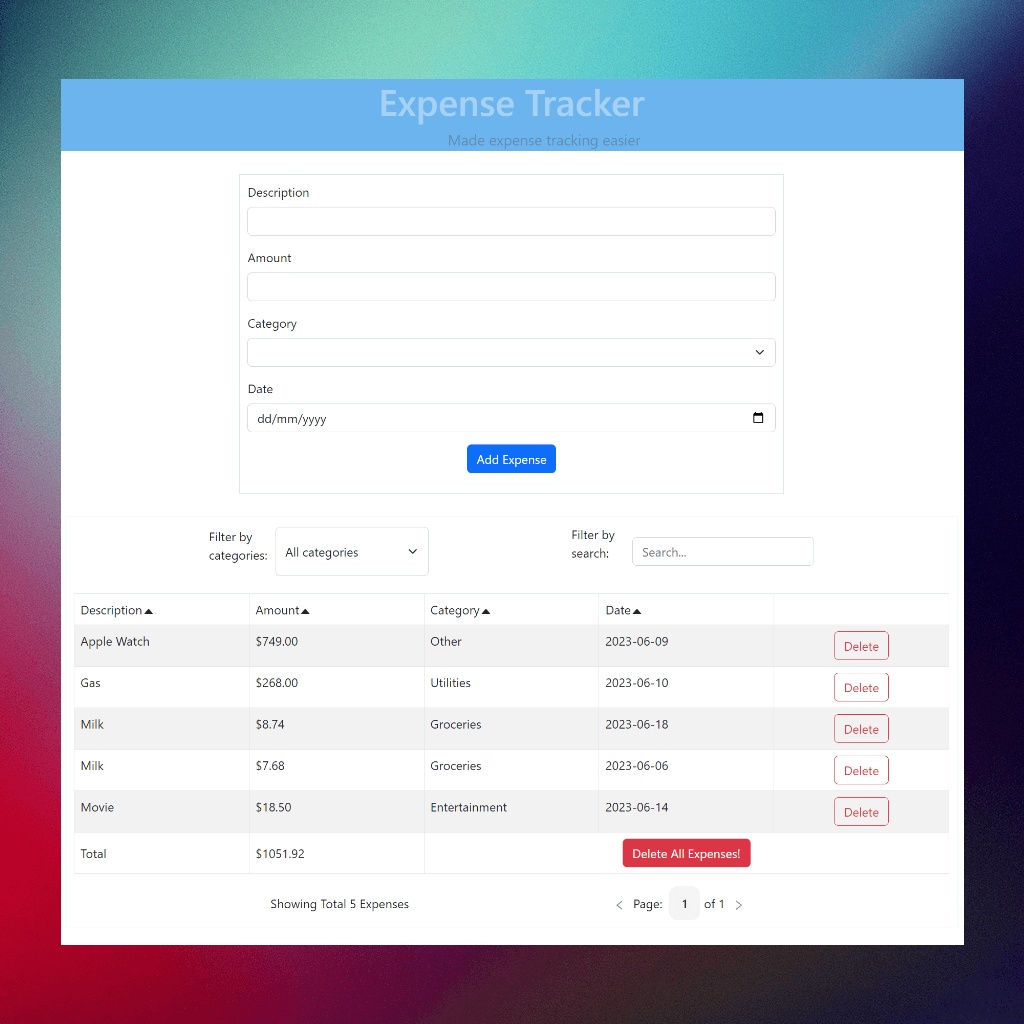 Expense Tracker
Made expense tracking easier
Description
Amount
Category
Date
dd/mm/yyyy
Add Expense
Filter by
categories:
All categories
Filter by
search:
Search...
Description Amount Category Date
Apple Watch $749.00 Other 2023-06-09 Delete
Gas $268.00 Utilities 2023-06-10 Delete
Milk $8.74 Groceries 2023-06-18 Delete
Milk $7.68 Groceries 2023-06-06 Delete
Movie $18.50 Entertainment 2023-06-14 Delete
Total $1051.92 Delete All Expenses!
Showing Total 5 Expenses < Page: 1 of 1 >